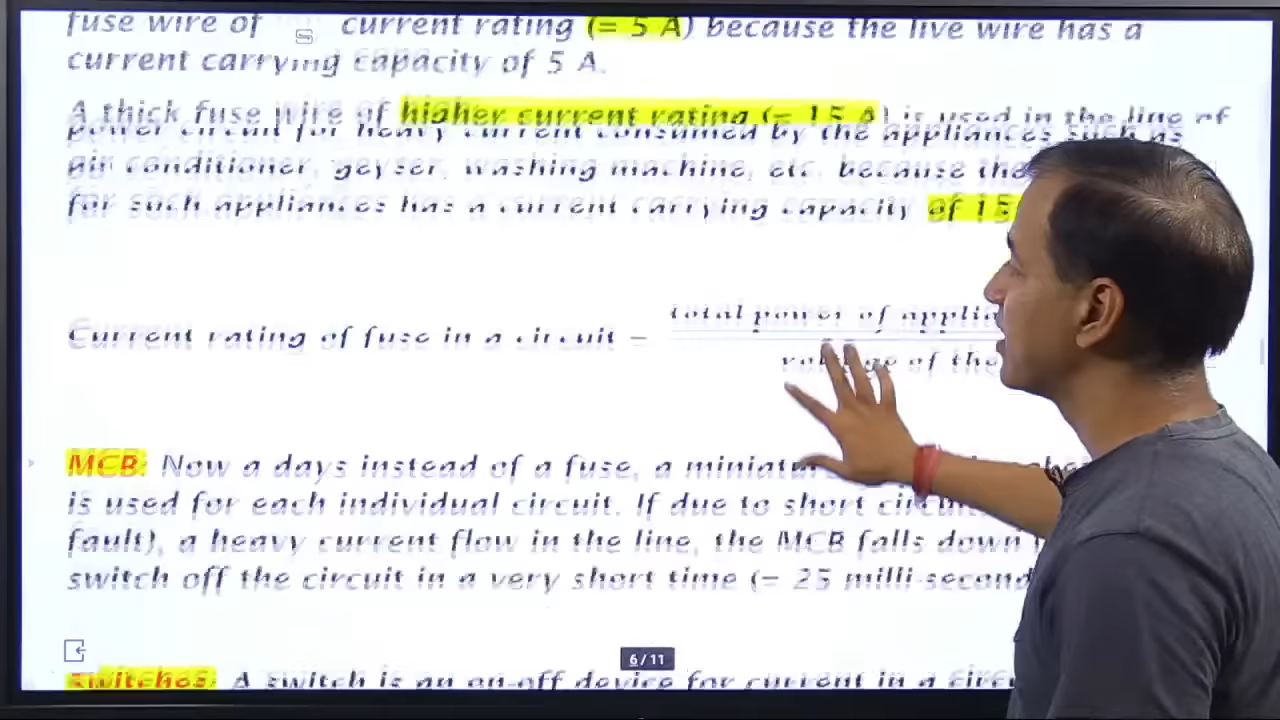 fuse wire of current rating (= 5 A) because the live wire has a
current carrying capacity of 5 A.
A thick fuse wire of higher current rating (= 15 A) is used in the line of
power circuit for heavy current consumed by the appliances such as
air conditioner, geyser, washing machine, etc. because the
for such appliances has a current carrying capacity of 15
Current rating of fuse in a circuit =
total power of
of the
MCB: Now a days instead of a fuse, a
is used for each individual circuit. If due to short
fault), a heavy current flow in the line, the MCB falls down
switch off the circuit in a very short time (= 25 milli-second
6/11
Switches: A switch is an on-off device for current in a